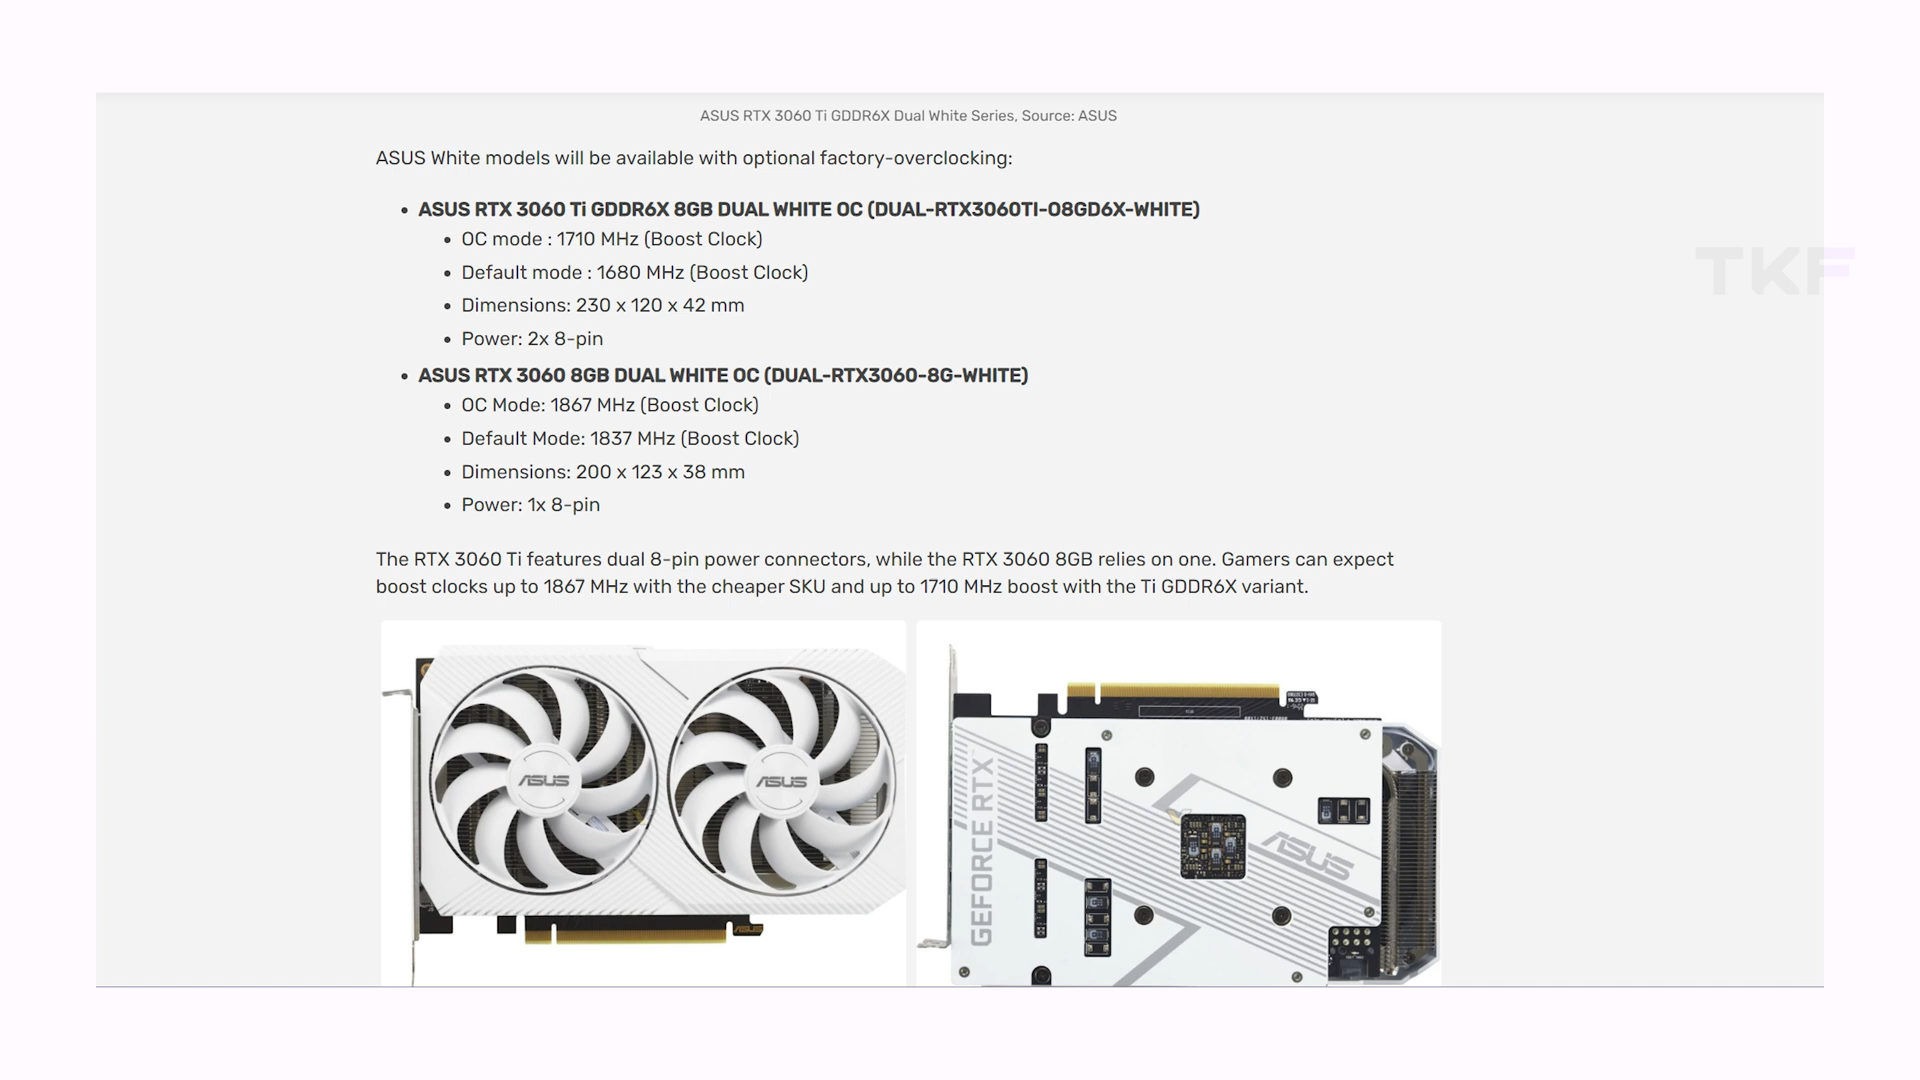 ASUS RTX 3060 Ti GDDR6X Dual White Series, Source: ASUS
ASUS White models will be available with optional factory-overclocking:
• ASUS RTX 3060 Ti GDDR6X 8GB DUAL WHITE OC (DUAL-RTX3060TI-O8GD6X-WHITE)
• OC mode : 1710 MHz (Boost Clock)
• Default mode : 1680 MHz (Boost Clock)
• Dimensions: 230 x 120 x 42 mm
• Power: 2x 8-pin
• ASUS RTX 3060 8GB DUAL WHITE OC (DUAL-RTX3060-8G-WHITE)
• OC Mode: 1867 MHz (Boost Clock)
• Default Mode: 1837 MHz (Boost Clock)
• Dimensions: 200 x 123 x 38 mm
• Power: 1x 8-pin
TKF
The RTX 3060 Ti features dual 8-pin power connectors, while the RTX 3060 8GB relies on one. Gamers can expect
boost clocks up to 1867 MHz with the cheaper SKU and up to 1710 MHz boost with the Ti GDDR6X variant.
ASUS
ASUS
ASUS
GEFORCE RTX
ASUS